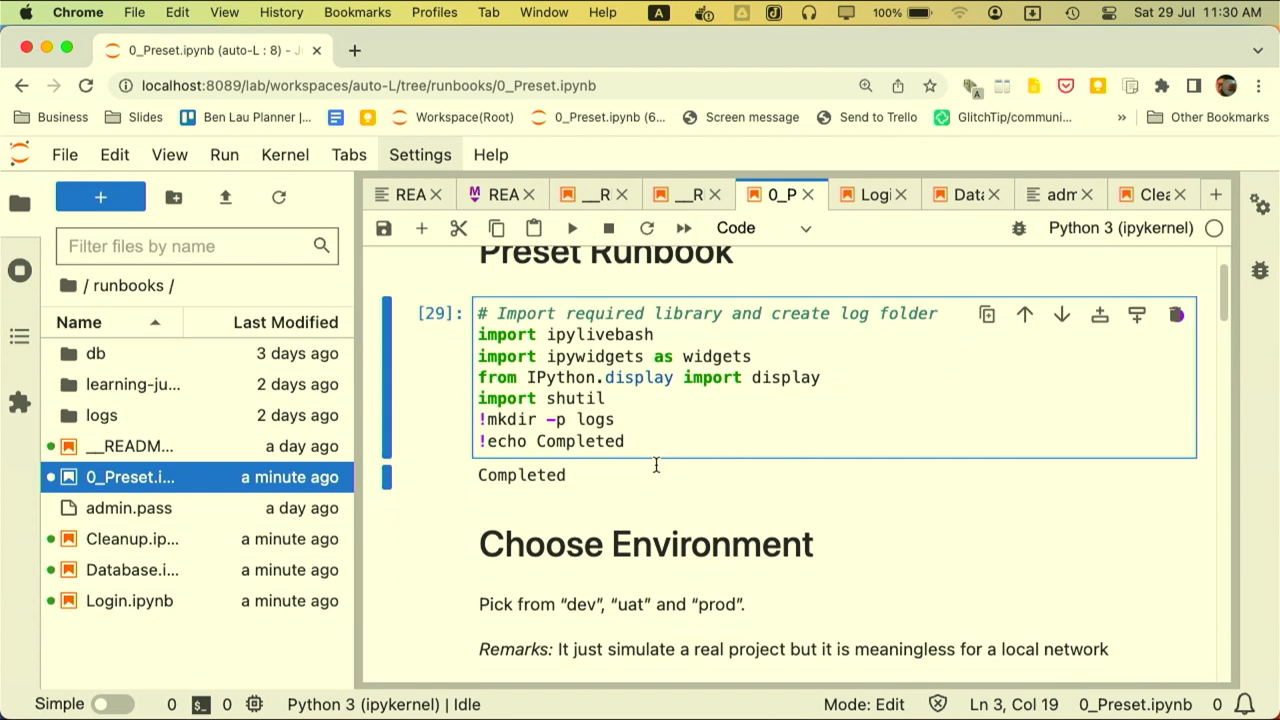 Chrome File Edit View History Bookmarks Profiles Tab Window Help A 100% Sat 29 Jul 11:30 AM
0_Preset.ipynb (auto-L : 8) - J
localhost:8089/lab/workspaces/auto-L/tree/runbooks/0_Preset.ipynb
Business Slides Ben Lau Planner |... Workspace(Root) 0_Preset.ipynb (6... Screen message Send to Trello GlitchTip/communi... » Other Bookmarks
File Edit View Run Kernel Tabs Settings Help
REA REA __R __R 0_P Logi Data adm Clea
Filter files by name
Code Python 3 (ipykernel)
/ runbooks /
Name Last Modified
db 3 days ago
learning-ju... 2 days ago
logs 2 days ago
__READM... a day ago
0_Preset.i... a minute ago
admin.pass a day ago
Cleanup.ip... a minute ago
Database.i... a minute ago
Login.ipynb a minute ago
Preset Runbook
[29]: # Import required library and create log folder
import ipylivebash
import ipywidgets as widgets
from IPython.display import display
import shutil
!mkdir -p logs
!echo Completed
Completed
Choose Environment
Pick from “dev”, “uat” and “prod”.
Remarks: It just simulate a real project but it is meaningless for a local network
Simple 0 $_ 0 Python 3 (ipykernel) | Idle Mode: Edit Ln 3, Col 19 0_Preset.ipynb 0